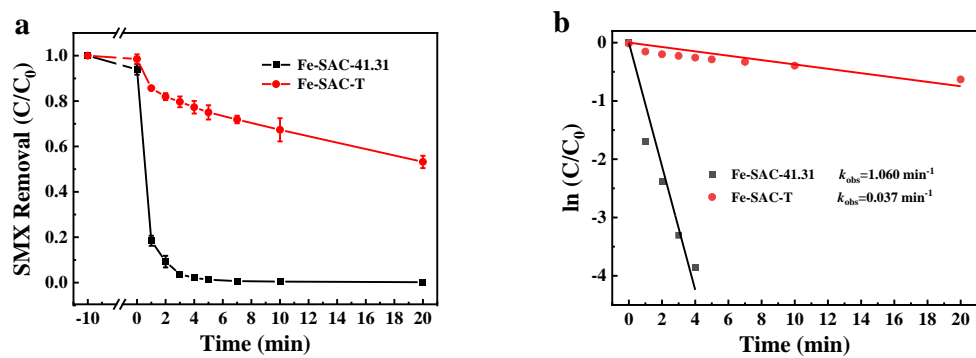 a
SMX Removal (C/C0)
1.0
0.8
0.6
0.4
0.2
0.0
Fe-SAC-41.31
Fe-SAC-T
-10 0 2 4 6 8 10 12 14 16 18 20
Time (min)
b
ln (C/C0)
0
-1
-2
-3
-4
Fe-SAC-41.31 kobs=1.060 min-1
Fe-SAC-T kobs=0.037 min-1
0 2 4 6 8 10 12 14 16 18 20
Time (min)